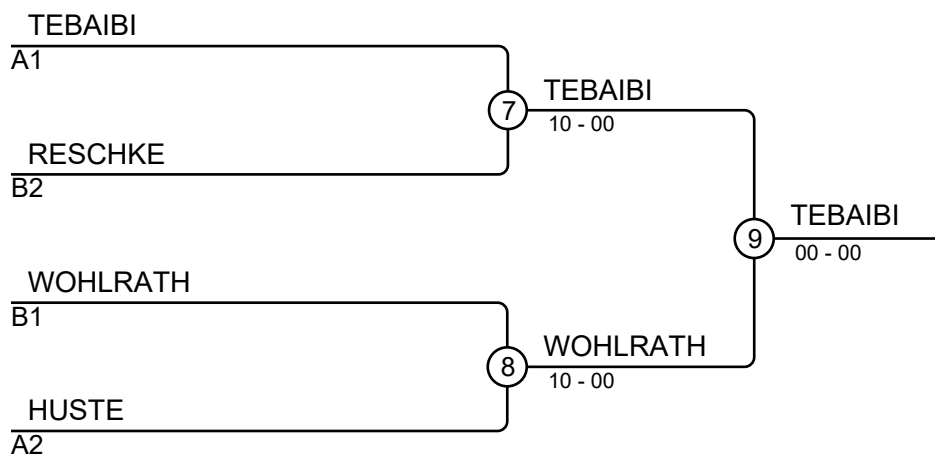 TEBAIBI
A1
7
TEBAIBI
10 - 00
RESCHKE
B2
9
TEBAIBI
00 - 00
WOHLRATH
B1
8
WOHLRATH
10 - 00
HUSTE
A2